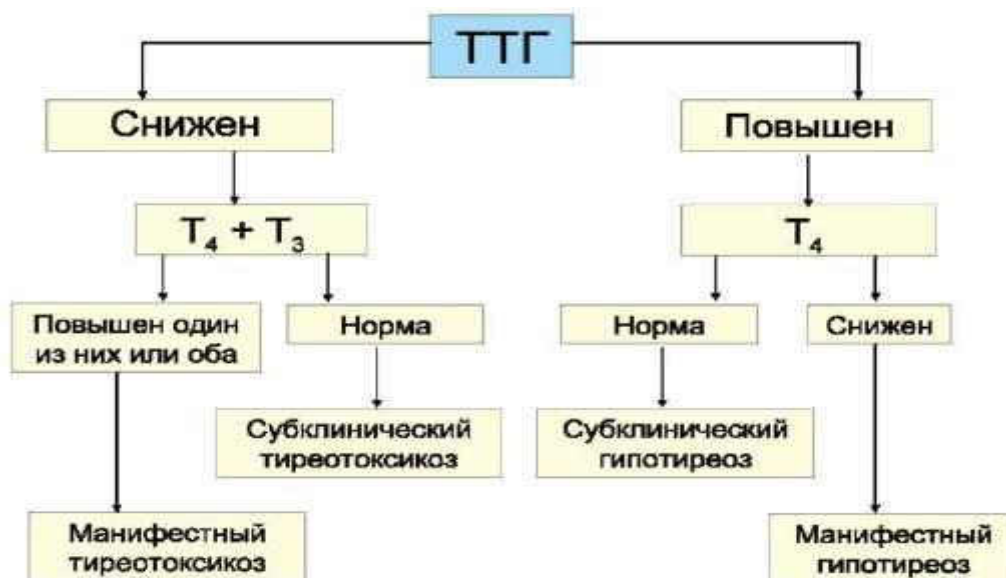 ТТГ
Снижен
Повышен
T₄ + T₃
T₄
Повышен один
из них или оба
Норма
Норма
Снижен
Субклинический
тиреотоксикоз
Субклинический
гипотиреоз
Манифестный
тиреотоксикоз
Манифестный
гипотиреоз